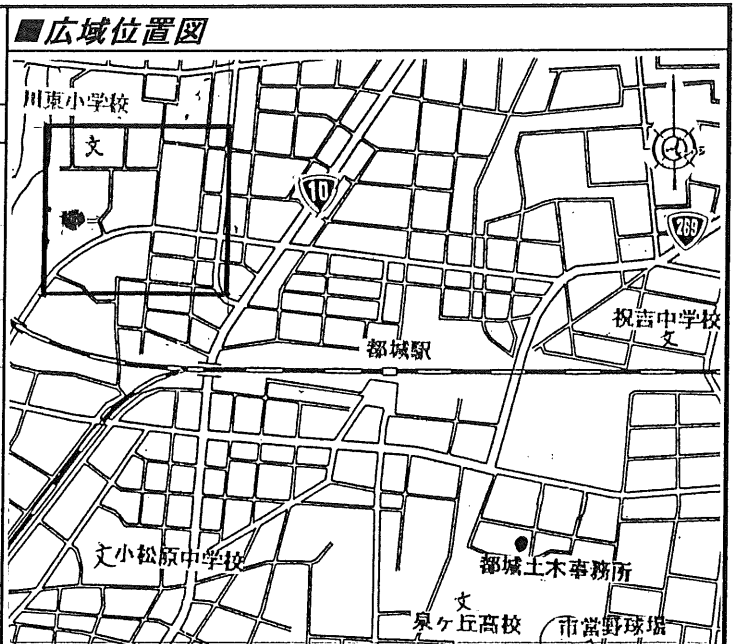 ■広域位置図
川東小学校
文
10
269
祝吉中学校
文
都城駅
文小松原中学校
都城土木事務所
文
泉ヶ丘高校
市営野球場